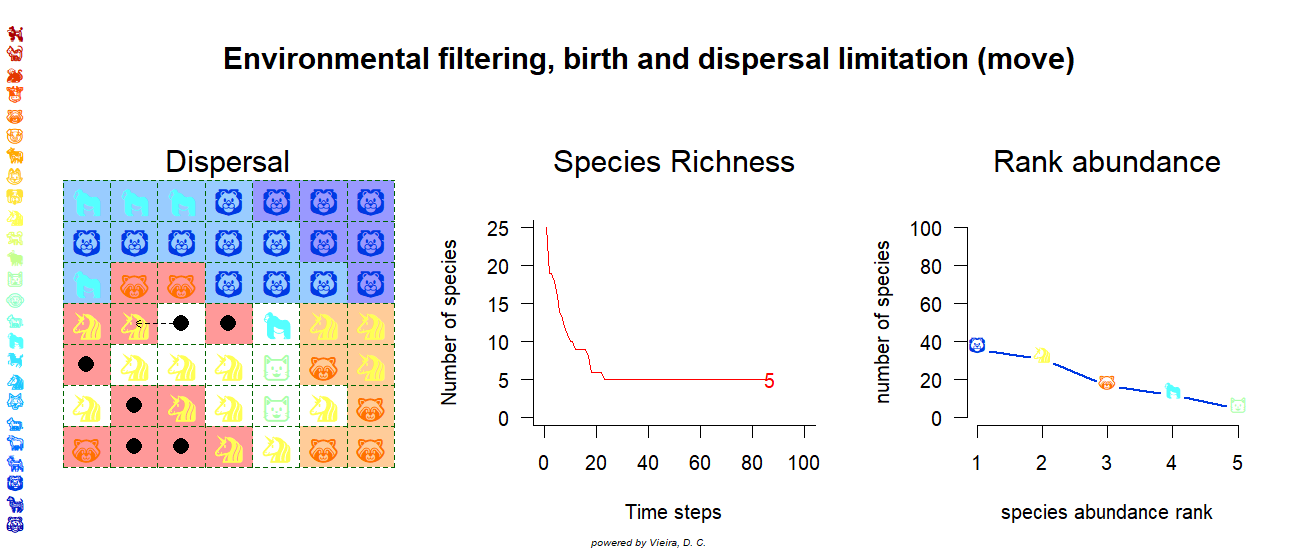 Environmental filtering, birth and dispersal limitation (move)
Dispersal
Species Richness
Rank abundance
Number of species
25
20
15
10
5
0
5
0 20 40 60 80 100
Time steps
number of species
100
80
60
40
20
0
1 2 3 4 5
species abundance rank
powered by Vieira, D. C.